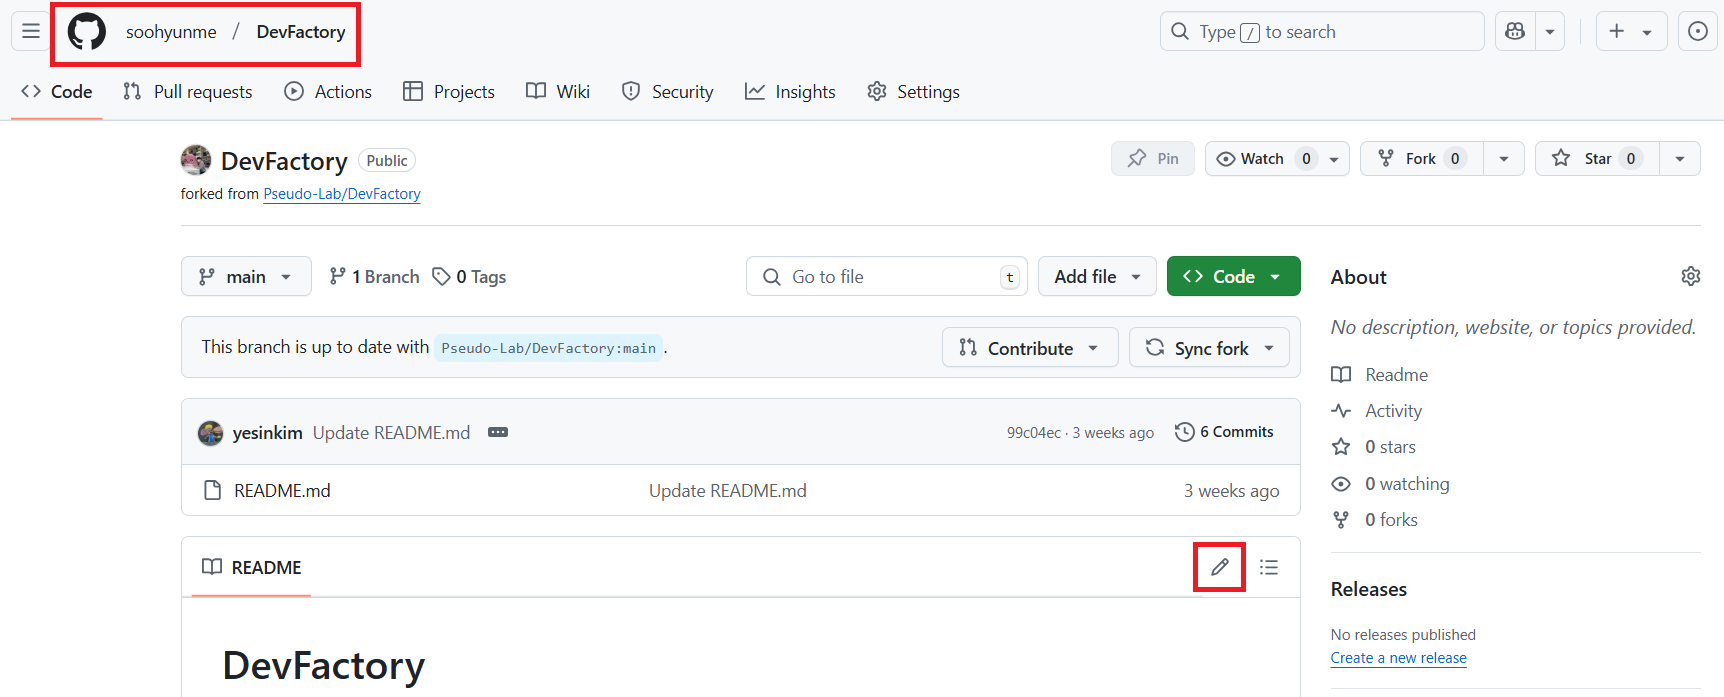 soohyunme / DevFactory
Type / to search
Code Pull requests Actions Projects Wiki Security Insights Settings
DevFactory Public
Pin Watch 0 Fork 0 Star 0
forked from Pseudo-Lab/DevFactory
main 1 Branch 0 Tags
Go to file t Add file Code
This branch is up to date with Pseudo-Lab/DevFactory:main .
Contribute Sync fork
yesinkim Update README.md 99c04ec · 3 weeks ago 6 Commits
README.md Update README.md 3 weeks ago
README
DevFactory
About
No description, website, or topics provided.
Readme
Activity
0 stars
0 watching
0 forks
Releases
No releases published
Create a new release